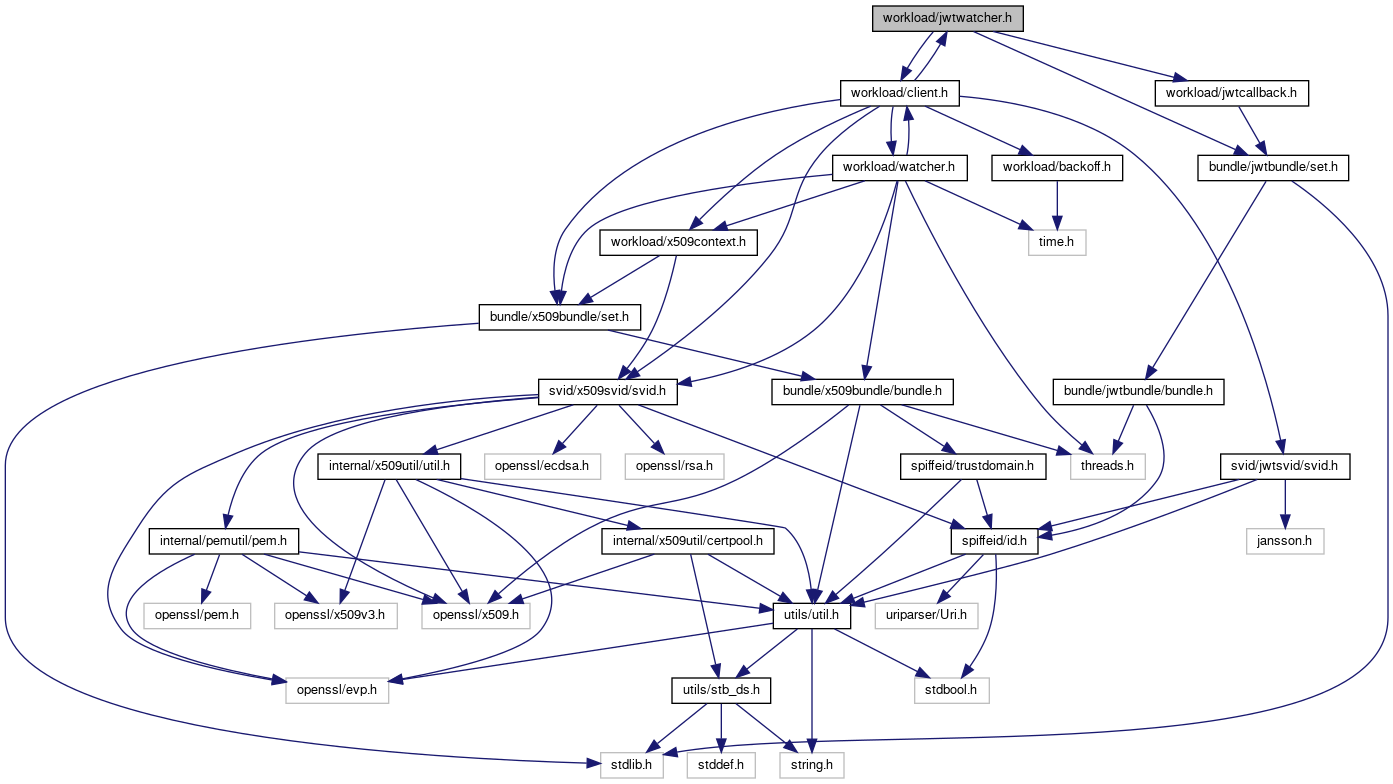 workload/jwtwatcher.h
workload/client.h
workload/jwtcallback.h
workload/watcher.h
workload/backoff.h
bundle/jwtbundle/set.h
workload/x509context.h
time.h
bundle/x509bundle/set.h
svid/x509svid/svid.h
bundle/x509bundle/bundle.h
bundle/jwtbundle/bundle.h
internal/x509util/util.h
openssl/ecdsa.h
openssl/rsa.h
spiffeid/trustdomain.h
threads.h
svid/jwtsvid/svid.h
internal/pemutil/pem.h
internal/x509util/certpool.h
spiffeid/id.h
jansson.h
openssl/pem.h
openssl/x509v3.h
openssl/x509.h
utils/util.h
uriparser/Uri.h
openssl/evp.h
utils/stb_ds.h
stdbool.h
stdlib.h
stddef.h
string.h